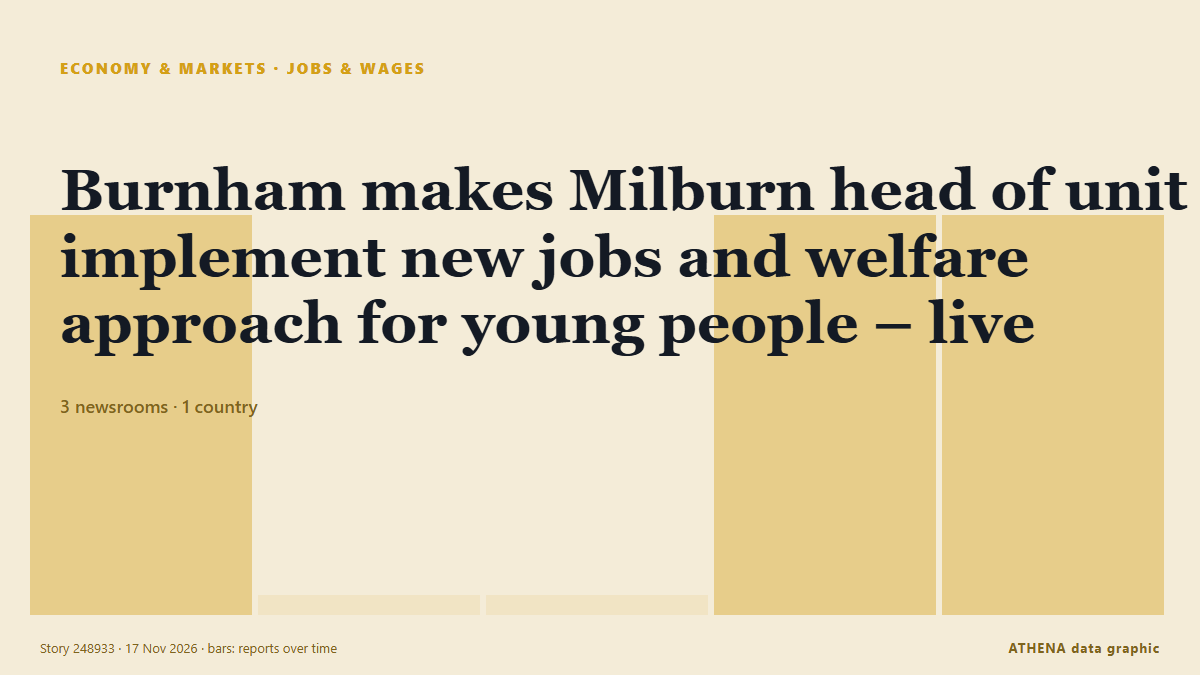 ECONOMY & MARKETS · JOBS & WAGES
Burnham makes Milburn head of unit
implement new jobs and welfare
approach for young people – live
3 newsrooms · 1 country
Story 248933 · 17 Nov 2026 · bars: reports over time
ATHENA data graphic